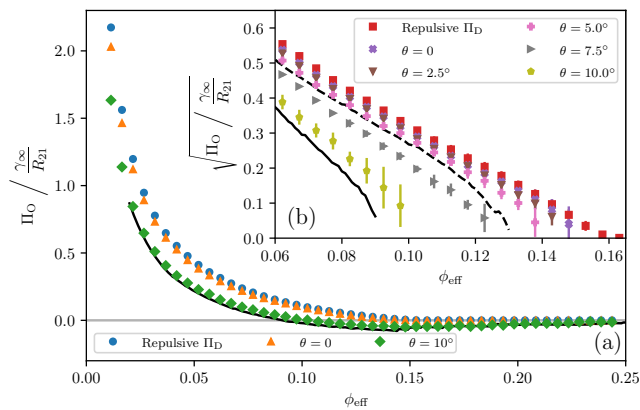 2.0
1.5
1.0
0.5
0.0
Π_O / γ_∞/R_21
0.00
0.05
0.10
0.15
0.20
0.25
ϕ_eff
Repulsive Π_D
θ = 0
θ = 10°
(a)
0.6
0.5
0.4
0.3
0.2
0.1
0.0
√Π_O / γ_∞/R_21
0.06
0.08
0.10
0.12
0.14
0.16
ϕ_eff
Repulsive Π_D
θ = 0
θ = 2.5°
θ = 5.0°
θ = 7.5°
θ = 10.0°
(b)